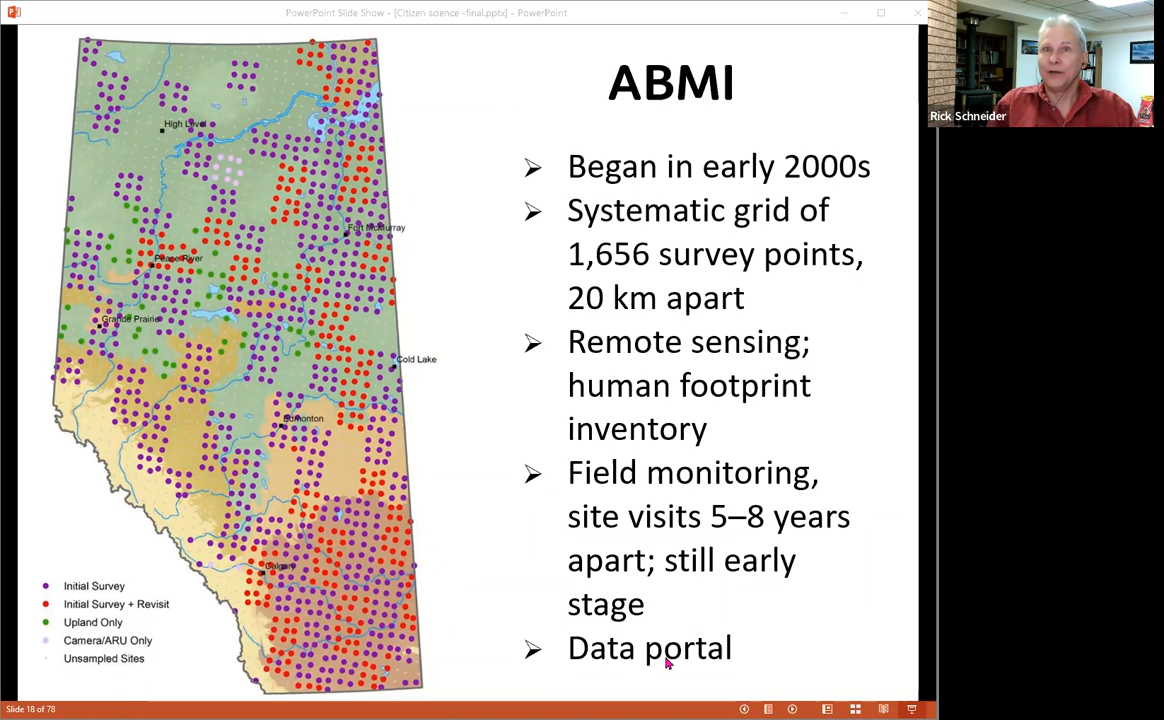 PowerPoint Slide Show - [Citizen science -final.pptx] - PowerPoint
Rick Schneider
ABMI
➢ Began in early 2000s
➢ Systematic grid of
1,656 survey points,
20 km apart
➢ Remote sensing;
human footprint
inventory
➢ Field monitoring,
site visits 5–8 years
apart; still early
stage
➢ Data portal
High Level
Fort McMurray
Peace River
Grande Prairie
Cold Lake
Edmonton
Calgary
Initial Survey
Initial Survey + Revisit
Upland Only
Camera/ARU Only
Unsampled Sites
Slide 18 of 78